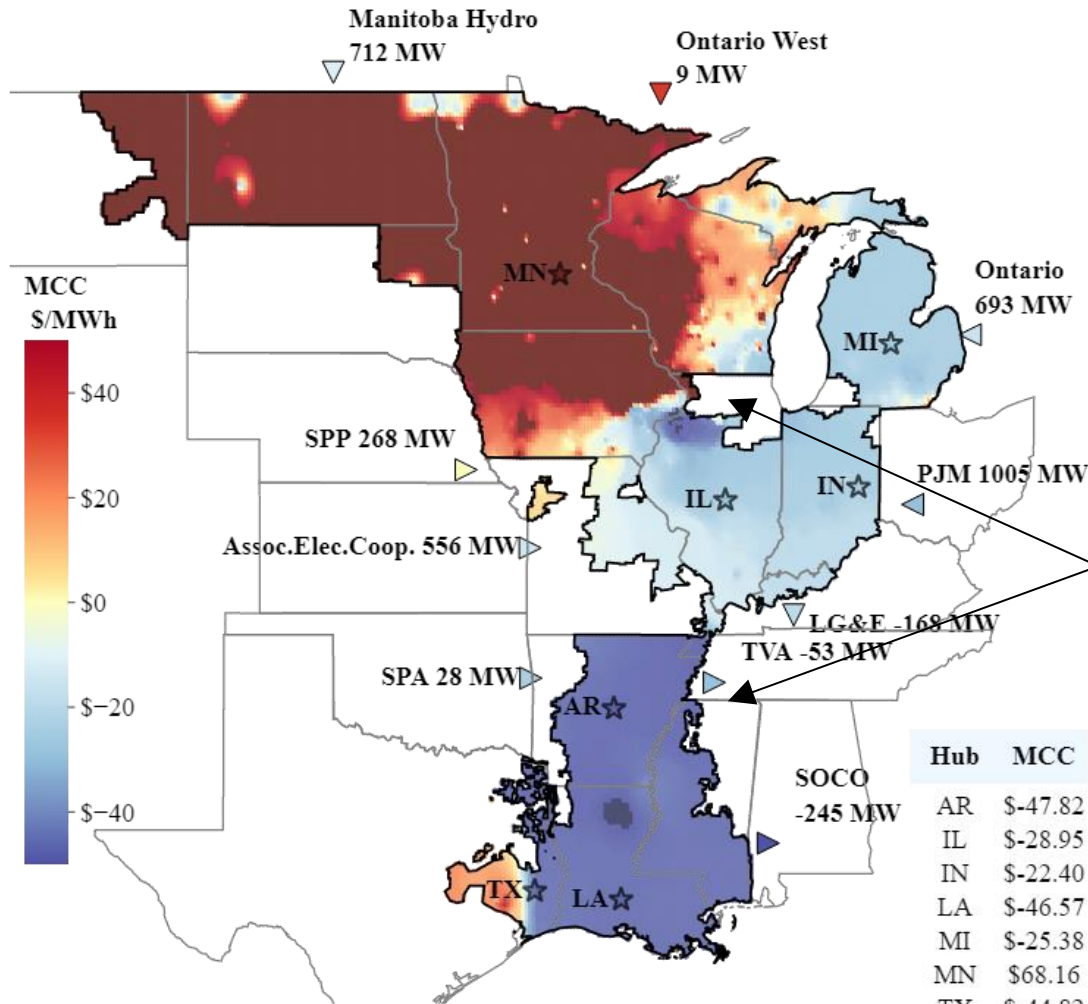 Manitoba Hydro
712 MW
Ontario West
9 MW
MN
Ontario
693 MW
MCC
$/MWh
$40
$20
$0
$−20
$−40
MI
SPP 268 MW
IL
IN
PJM 1005 MW
Assoc.Elec.Coop. 556 MW
LG&E -168 MW
TVA -53 MW
SPA 28 MW
AR
SOCO
-245 MW
TX
LA
Hub MCC
AR $-47.82
IL $-28.95
IN $-22.40
LA $-46.57
MI $-25.38
MN $68.16